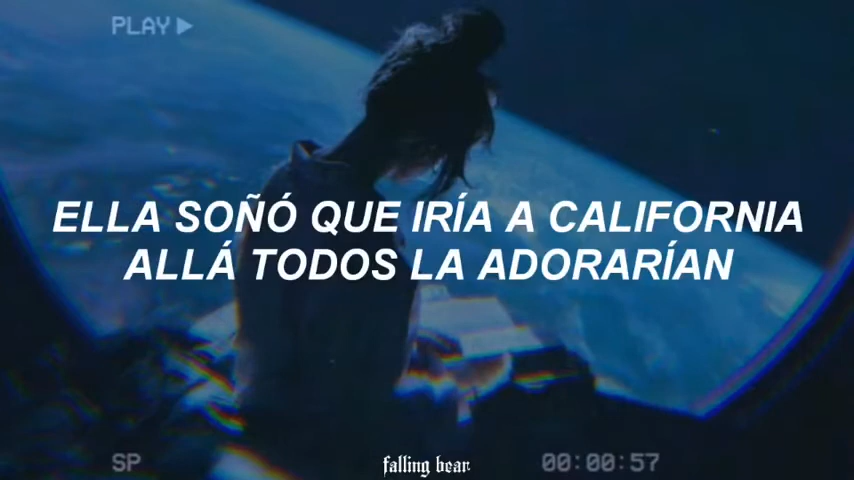 PLAY
ELLA SOÑÓ QUE IRÍA A CALIFORNIA
ALLÁ TODOS LA ADORARÍAN
SP
falling bear
00:00:57